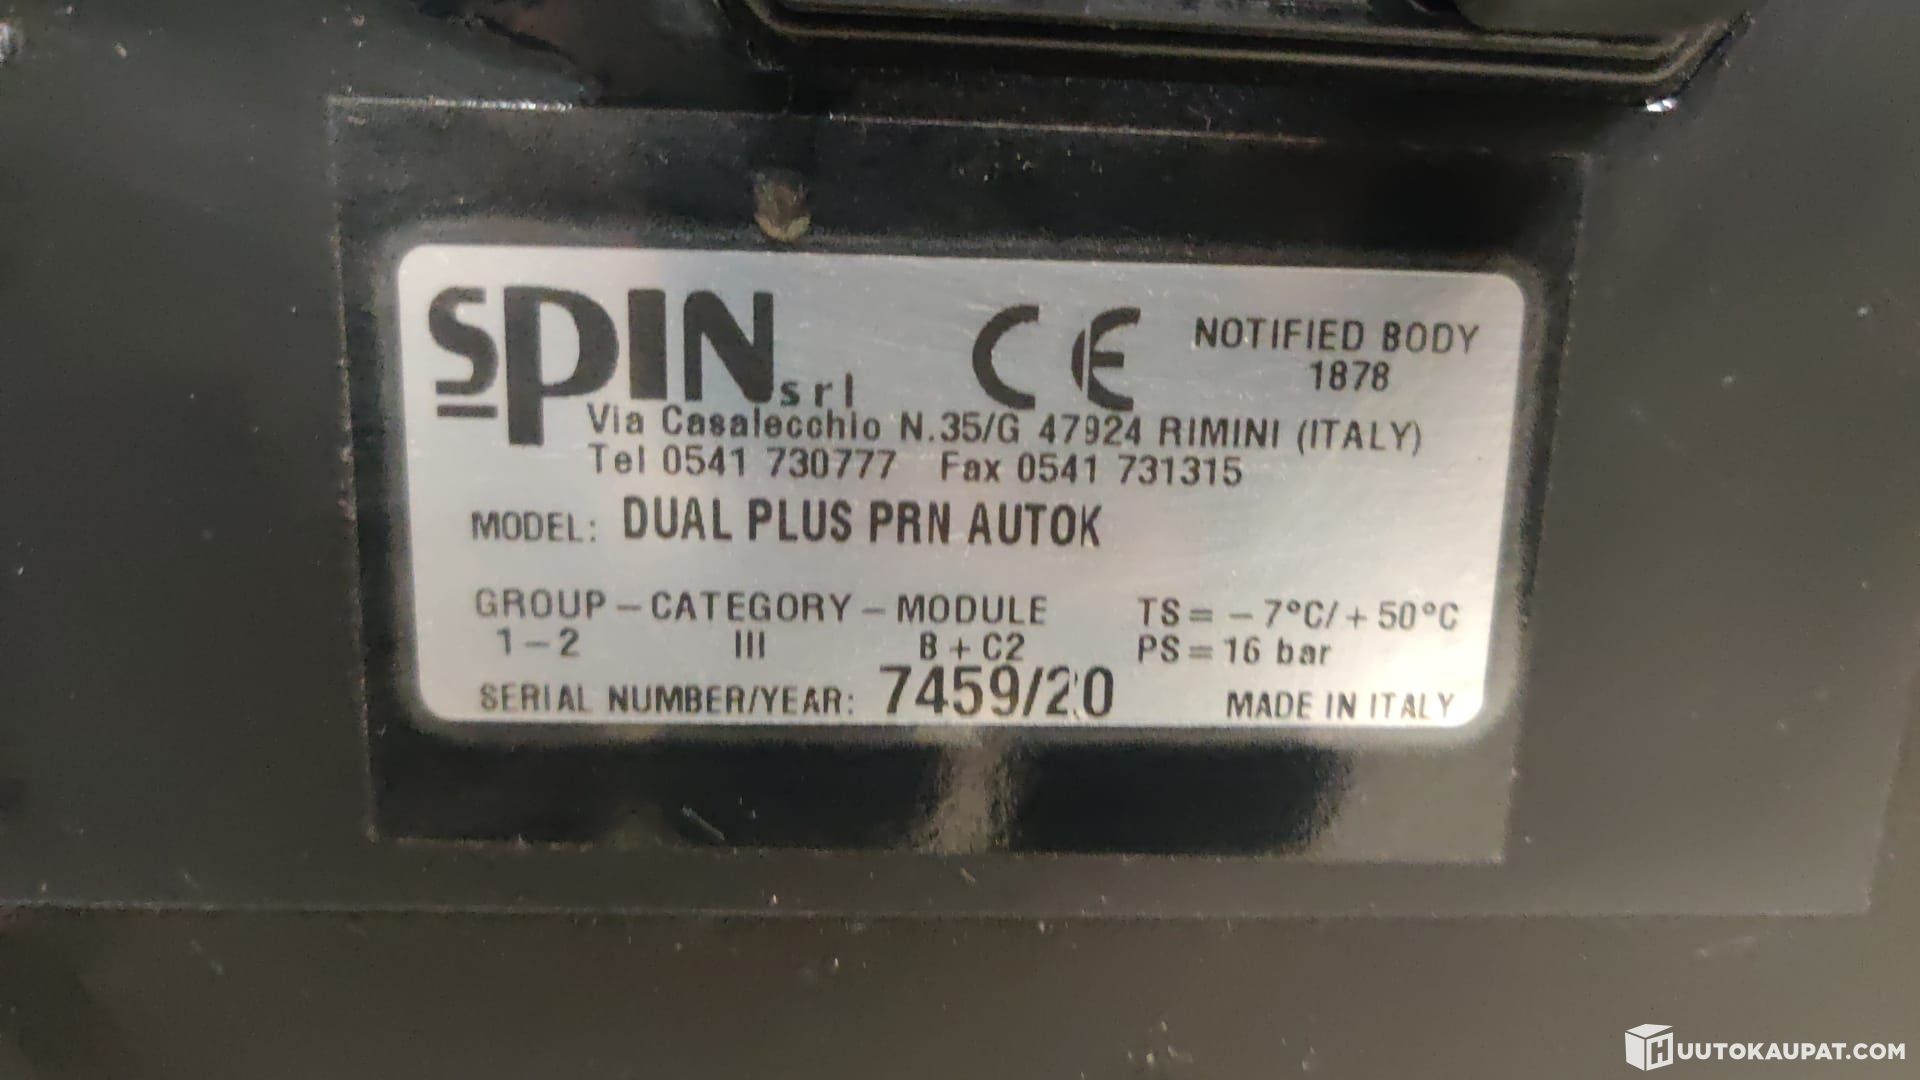 SPIN srl CE NOTIFIED BODY
1878
Via Casalecchio N.35/G 47924 RIMINI (ITALY)
Tel 0541 730777 Fax 0541 731315
MODEL: DUAL PLUS PRN AUTOK
GROUP – CATEGORY – MODULE TS = – 7°C/ + 50°C
1 – 2 III B + C2 PS = 16 bar
SERIAL NUMBER/YEAR: 7459/20 MADE IN ITALY
HUUTOKAUPAT.COM